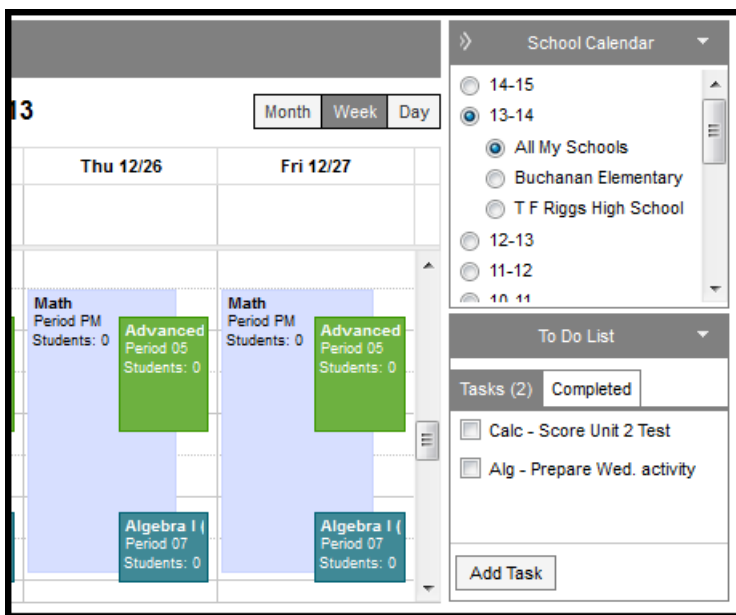 13
Month Week Day
Thu 12/26 Fri 12/27
Math
Period PM
Students: 0
Advanced
Period 05
Students: 0
Algebra I (
Period 07
Students: 0
Math
Period PM
Students: 0
Advanced
Period 05
Students: 0
Algebra I (
Period 07
Students: 0
School Calendar
14-15
13-14
All My Schools
Buchanan Elementary
T F Riggs High School
12-13
11-12
10-11
To Do List
Tasks (2) Completed
Calc - Score Unit 2 Test
Alg - Prepare Wed. activity
Add Task